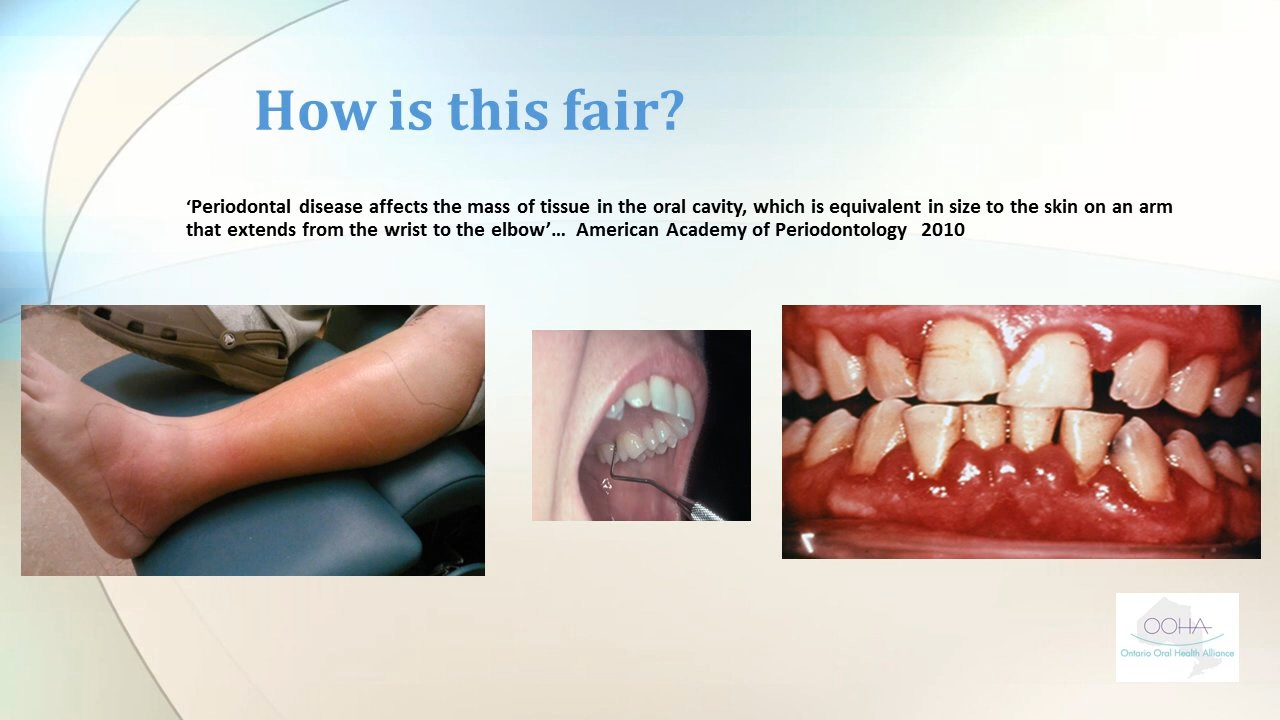 How is this fair?
‘Periodontal disease affects the mass of tissue in the oral cavity, which is equivalent in size to the skin on an arm
that extends from the wrist to the elbow’… American Academy of Periodontology 2010
OOHA
Ontario Oral Health Alliance